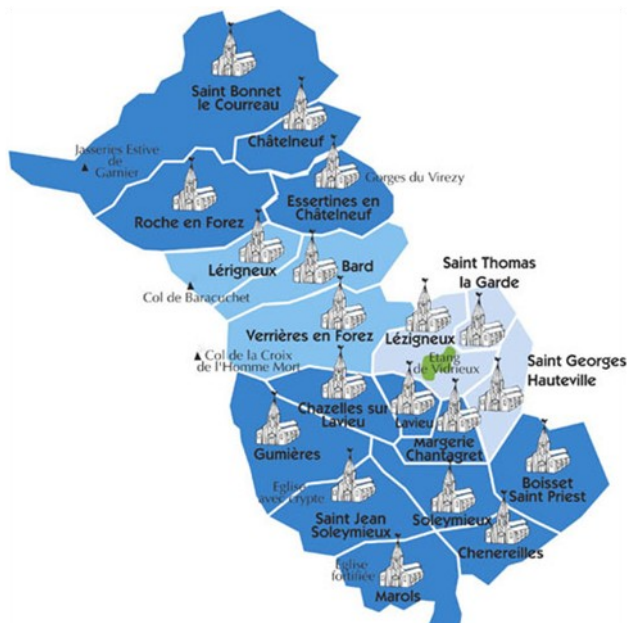 Saint Bonnet
le Courreau
Châtelneuf
Jasseries Estive
de
Garnier
Gorges du Virezy
Essertines en
Châtelneuf
Roche en Forez
Lérigneux
Bard
Saint Thomas
la Garde
Col de Baracuchet
Verrières en Forez
Lézigneux
Etang
de Vidrieux
Col de la Croix
de l'Homme Mort
Saint Georges
Hauteville
Chazelles sur
Lavieu
Lavieu
Margerie
Chantagret
Gumières
Boisset
Saint Priest
Eglise
avec crypte
Saint Jean
Soleymieux
Soleymieux
Chenereilles
Eglise
fortifiée
Marols